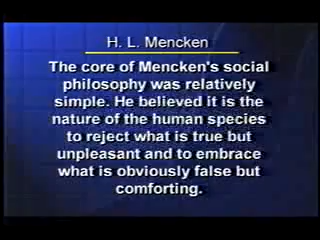 H. L. Mencken
The core of Mencken's social
philosophy was relatively
simple. He believed it is the
nature of the human species
to reject what is true but
unpleasant and to embrace
what is obviously false but
comforting.